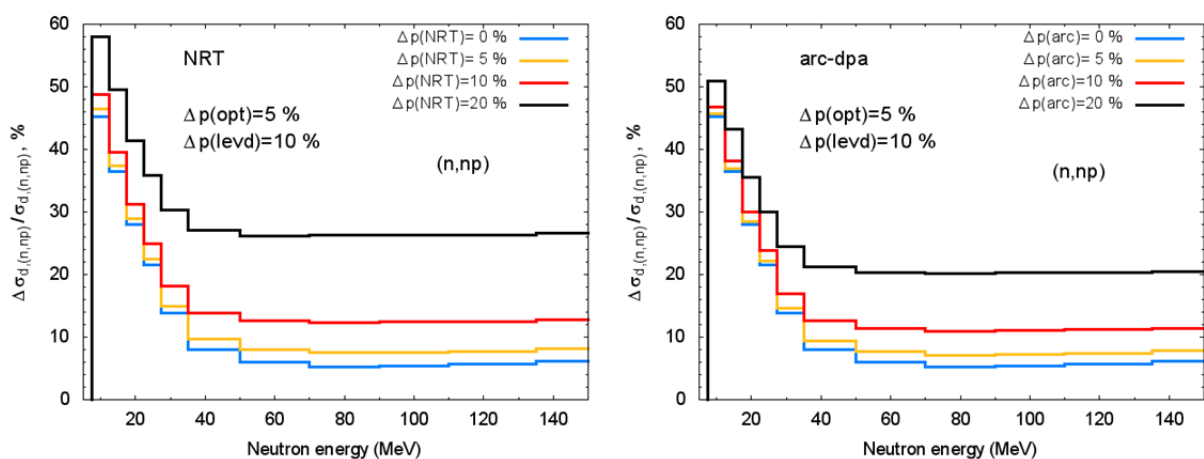 60
50
40
30
20
10
0
Δσd,(n,np)/σd,(n,np), %
NRT
Δp(NRT)= 0 %
Δp(NRT)= 5 %
Δp(NRT)=10 %
Δp(NRT)=20 %
Δp(opt)=5 %
Δp(levd)=10 %
(n,np)
20 40 60 80 100 120 140
Neutron energy (MeV)
60
50
40
30
20
10
0
Δσd,(n,np)/σd,(n,np), %
arc-dpa
Δp(arc)= 0 %
Δp(arc)= 5 %
Δp(arc)=10 %
Δp(arc)=20 %
Δp(opt)=5 %
Δp(levd)=10 %
(n,np)
20 40 60 80 100 120 140
Neutron energy (MeV)